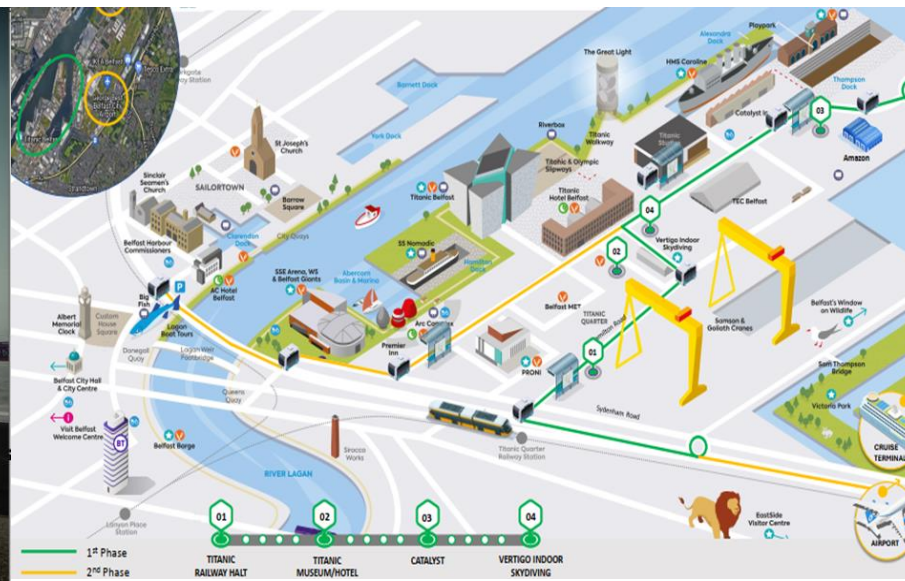 Alexandra
Dock
Playpark
The Great Light
HMS Caroline
Thompson
Dock
Barnett Dock
Catalyst
03
Amazon
York Dock
Riverbox
Titanic
Walkway
Titanic
St Joseph's
Church
Sinclair
Seamen's
Church
SAILORTOWN
Titanic & Olympic
Slipways
Titanic Belfast
Titanic
Hotel Belfast
TEC Belfast
Barrow
Square
City Quays
Clarendon
Dock
Belfast Harbour
Commissioners
04
02
SS Nomadic
Hamilton
Dock
Vertigo Indoor
Skydiving
AC Hotel
Belfast
SSE Arena, WS
& Belfast Giants
Abercorn
Basin & Marina
P
Big
Fish
Belfast MET
Samson &
Goliath Cranes
Belfast's Window
on Wildlife
Albert
Memorial
Clock
Custom
House
Square
Lagan
Boat Tours
Arc Complex
Premier
Inn
TITANIC
QUARTER
PRONI
01
Donegall
Quay
Lagan Weir
Footbridge
Sam Thompson
Bridge
Victoria Park
Belfast City Hall
& City Centre
Queens
Quay
Sydenham Road
Visit Belfast
Welcome Centre
BT
Belfast Barge
Sirocco
Works
Titanic Quarter
Railway Station
CRUISE
TERMINAL
RIVER LAGAN
Lanyon Place
Station
EastSide
Visitor Centre
AIRPORT
01
02
03
04
1st Phase
2nd Phase
TITANIC
RAILWAY HALT
TITANIC
MUSEUM/HOTEL
CATALYST
VERTIGO INDOOR
SKYDIVING